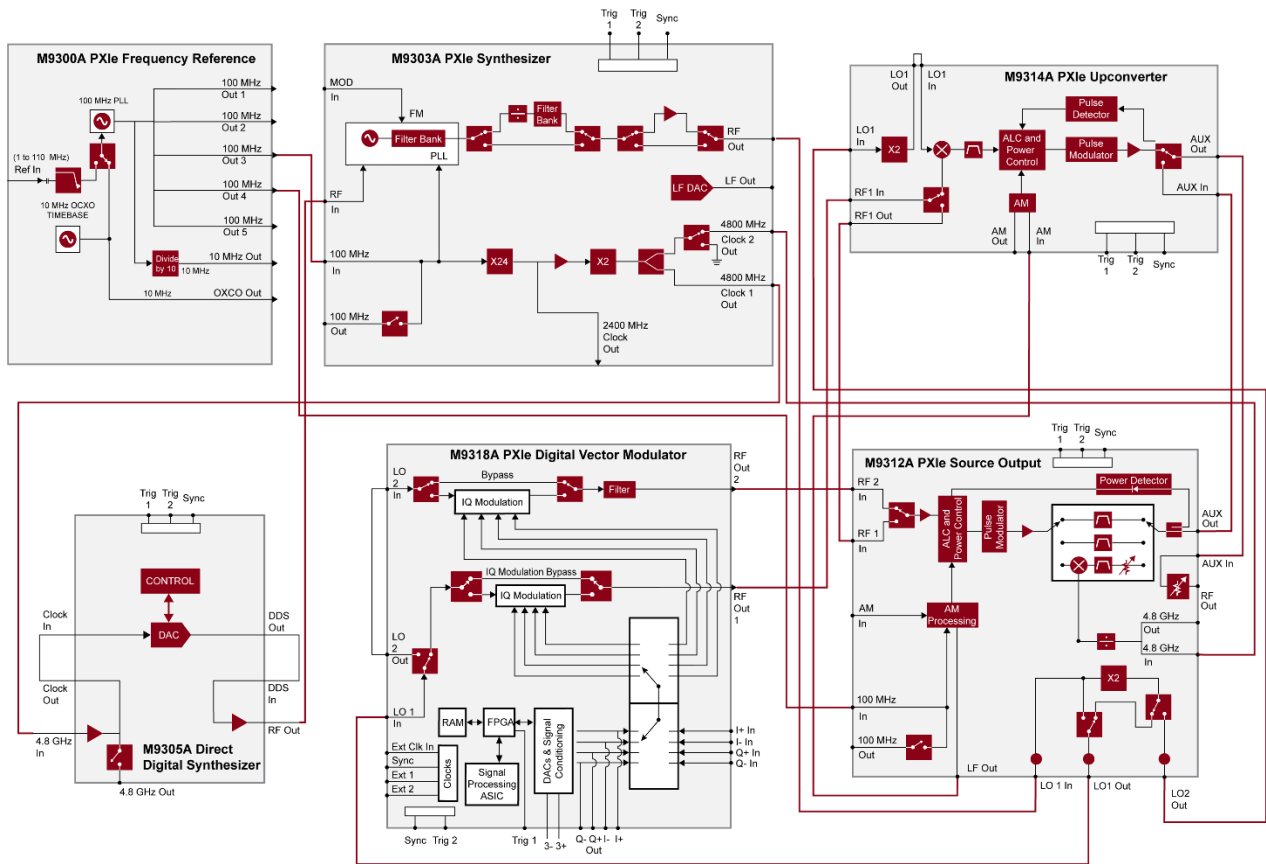 M9300A PXIe Frequency Reference
100 MHz
Out 1
100 MHz PLL
100 MHz
Out 2
100 MHz
Out 3
(1 to 110 MHz)
Ref In
100 MHz
Out 4
10 MHz OCXO
TIMEBASE
100 MHz
Out 5
Divide
by 10
10 MHz Out
10 MHz
10 MHz
OXCO Out
Trig
1
Trig
2
Sync
M9303A PXIe Synthesizer
MOD
In
FM
Filter Bank
PLL
Filter
Bank
RF
Out
LF DAC
LF Out
RF
In
4800 MHz
Clock 2
Out
100 MHz
In
X24
X2
4800 MHz
Clock 1
Out
100 MHz
Out
2400 MHz
Clock
Out
LO1
Out
LO1
In
M9314A PXIe Upconverter
Pulse
Detector
LO1
In
X2
ALC and
Power
Control
Pulse
Modulator
AUX
Out
RF1 In
AUX In
AM
RF1 Out
AM
Out
AM
In
Trig
1
Trig
2
Sync
Trig
1
Trig
2
Sync
CONTROL
Clock
In
DAC
DDS
Out
Clock
Out
DDS
In
RF Out
4.8 GHz
In
M9305A Direct
Digital Synthesizer
4.8 GHz Out
M9318A PXIe Digital Vector Modulator
LO
2
In
Bypass
RF
Out
2
IQ Modulation
Filter
IQ Modulation Bypass
IQ Modulation
RF
Out
1
LO
2
Out
LO 1
In
RAM
FPGA
DACs & Signal
Conditioning
I+ In
I- In
Q+ In
Q- In
Ext Clk In
Sync
Ext 1
Ext 2
Clocks
Signal
Processing
ASIC
Sync
Trig 2
Trig 1
3- 3+
Q- Q+ I- I+
Out
Trig
1
Trig
2
Sync
M9312A PXIe Source Output
RF 2
In
Power Detector
ALC and
Power Control
Pulse
Modulator
AUX
Out
RF 1
In
AUX In
RF
Out
AM
In
AM
Processing
4.8 GHz
Out
4.8 GHz
In
X2
100 MHz
In
100 MHz
Out
LF Out
LO 1 In
LO1 Out
LO2
Out